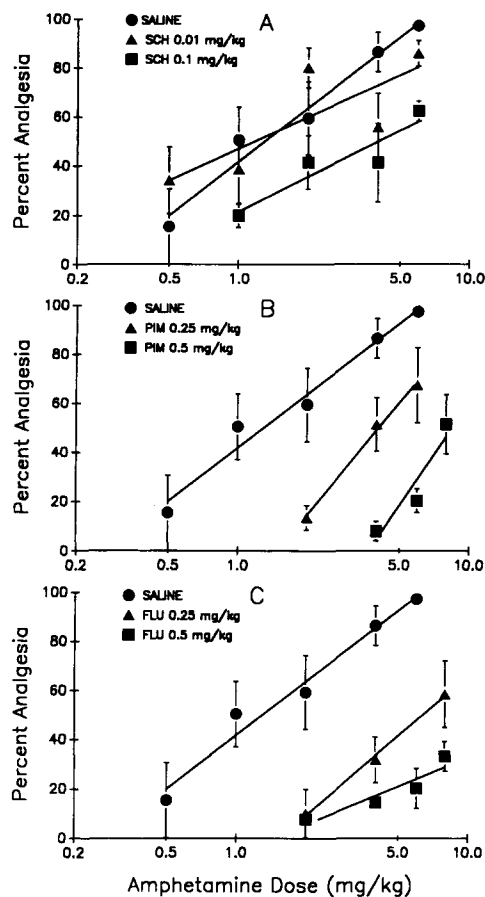 A
SALINE
SCH 0.01 mg/kg
SCH 0.1 mg/kg
Percent Analgesia
100
80
60
40
20
0
0.2 0.5 1.0 5.0 10.0
B
SALINE
PIM 0.25 mg/kg
PIM 0.5 mg/kg
Percent Analgesia
100
80
60
40
20
0
0.2 0.5 1.0 5.0 10.0
C
SALINE
FLU 0.25 mg/kg
FLU 0.5 mg/kg
Percent Analgesia
100
80
60
40
20
0
0.2 0.5 1.0 5.0 10.0
Amphetamine Dose (mg/kg)